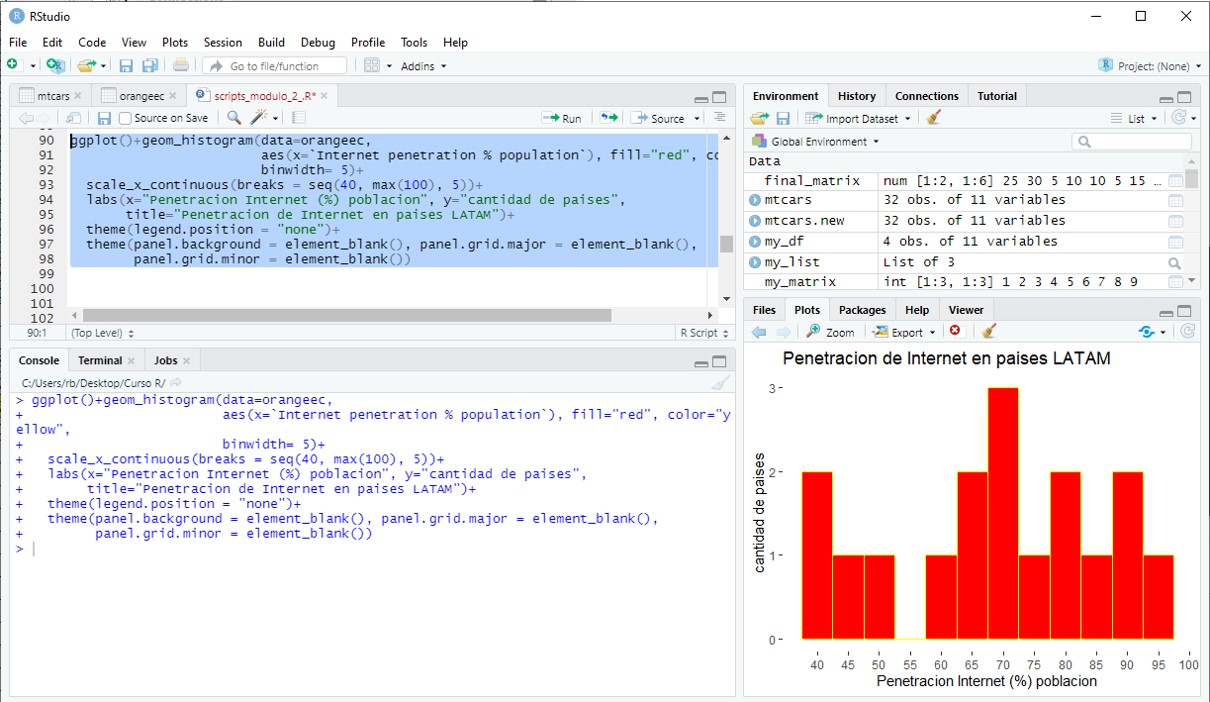 RStudio
File Edit Code View Plots Session Build Debug Profile Tools Help
Go to file/function Addins Project: (None)
mtcars orangeec scripts_modulo_2_.R*
Source on Save Run Source
90 ggplot()+geom_histogram(data=orangeec,
91 aes(x=`Internet penetration % population`), fill="red", co
92 binwidth= 5)+
93 scale_x_continuous(breaks = seq(40, max(100), 5))+
94 labs(x="Penetracion Internet (%) poblacion", y="cantidad de paises",
95 title="Penetracion de Internet en paises LATAM")+
96 theme(legend.position = "none")+
97 theme(panel.background = element_blank(), panel.grid.major = element_blank(),
98 panel.grid.minor = element_blank())
99
100
101
102
90:1 (Top Level) R Script
Console Terminal Jobs
C:/Users/rb/Desktop/Curso R/
> ggplot()+geom_histogram(data=orangeec,
+ aes(x=`Internet penetration % population`), fill="red", color="y
ellow",
+ binwidth= 5)+
+ scale_x_continuous(breaks = seq(40, max(100), 5))+
+ labs(x="Penetracion Internet (%) poblacion", y="cantidad de paises",
+ title="Penetracion de Internet en paises LATAM")+
+ theme(legend.position = "none")+
+ theme(panel.background = element_blank(), panel.grid.major = element_blank(),
+ panel.grid.minor = element_blank())
>
Environment History Connections Tutorial
Import Dataset List
Global Environment
Data
final_matrix num [1:2, 1:6] 25 30 5 10 10 5 15 …
mtcars 32 obs. of 11 variables
mtcars.new 32 obs. of 11 variables
my_df 4 obs. of 11 variables
my_list List of 3
my_matrix int [1:3, 1:3] 1 2 3 4 5 6 7 8 9
Files Plots Packages Help Viewer
Zoom Export
Penetracion de Internet en paises LATAM
3
2
1
0
cantidad de paises
40 45 50 55 60 65 70 75 80 85 90 95 100
Penetracion Internet (%) poblacion